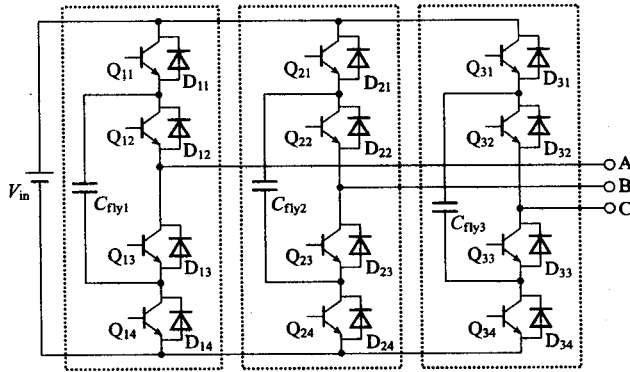 Q11 D11 Q21 D21 Q31 D31
Q12 D12 Q22 D22 Q32 D32
A
Vin Cfly1 Cfly2 B
Cfly3 C
Q13 D13 Q23 D23 Q33 D33
Q14 D14 Q24 D24 Q34 D34